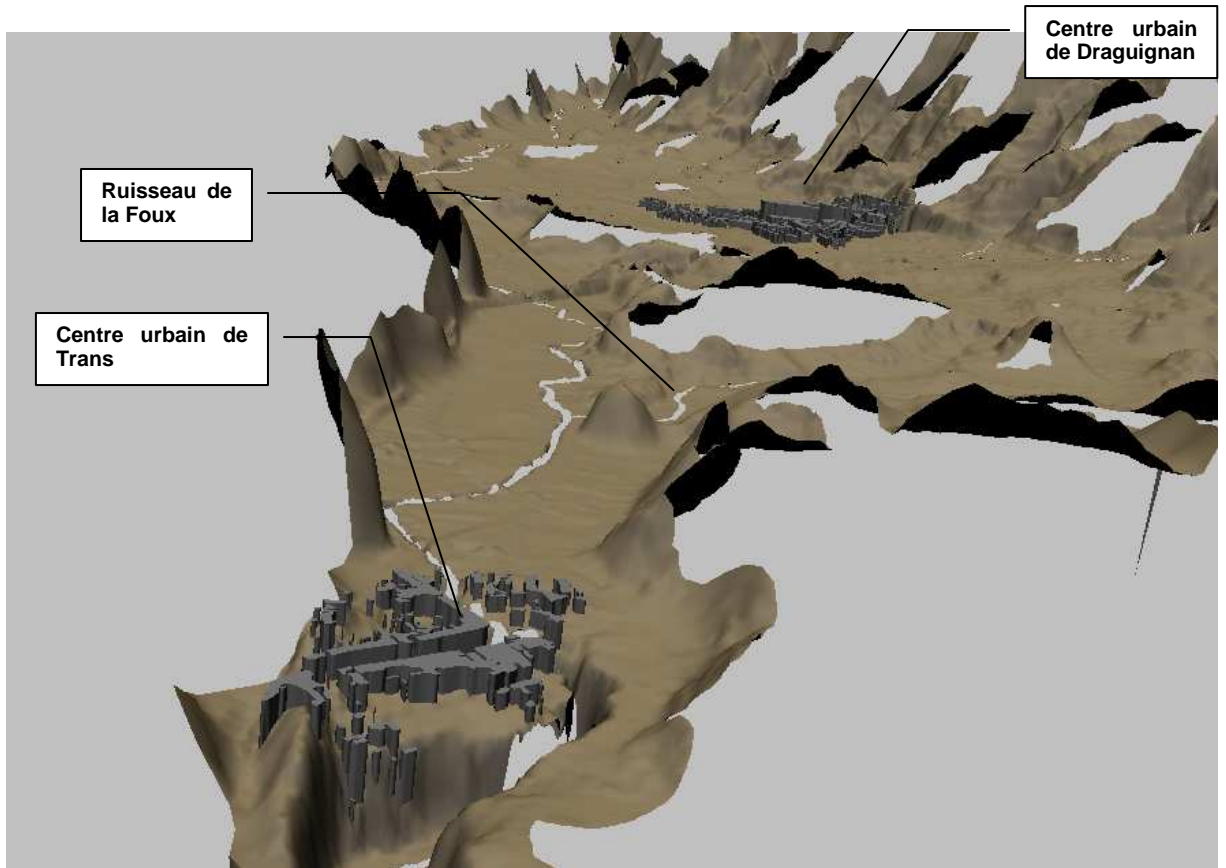 Centre urbain
de Draguignan
Ruisseau de
la Foux
Centre urbain de
Trans